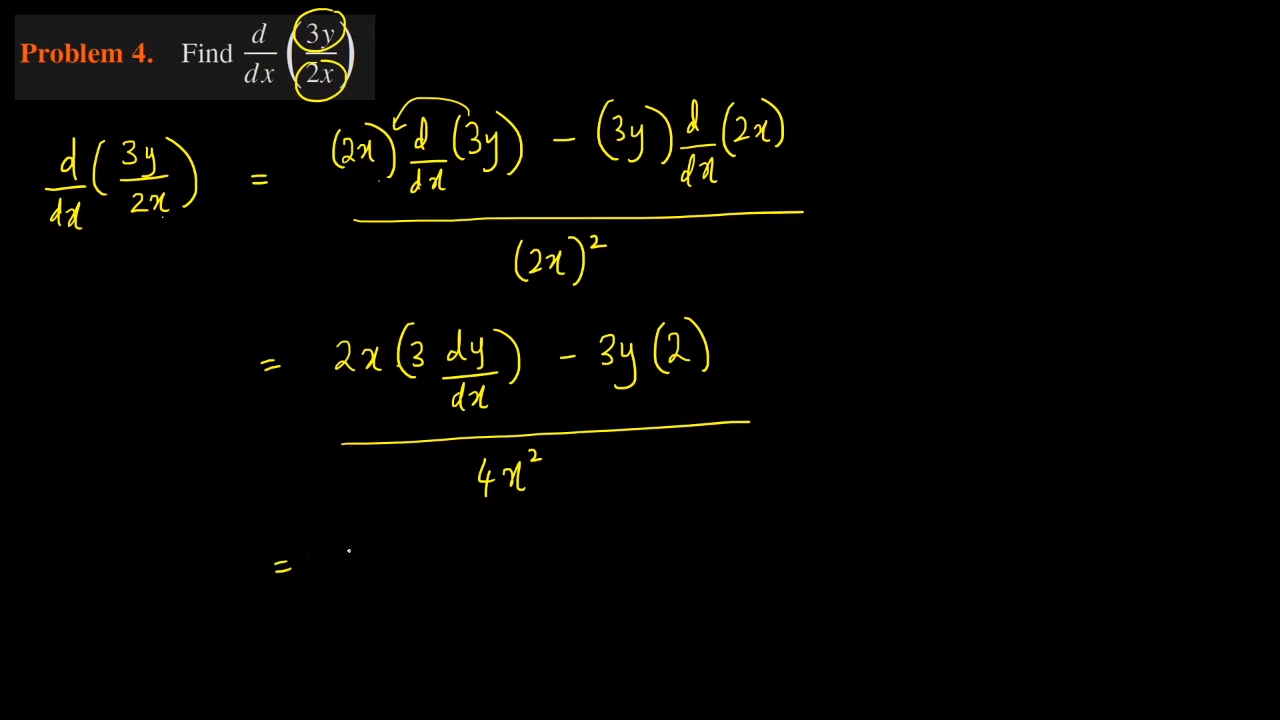 Problem 4. Find d/dx (3y/2x)
d/dx (3y/2x) = ((2x) d/dx (3y) - (3y) d/dx (2x)) / (2x)²
= (2x (3 dy/dx) - 3y (2)) / 4x²
=